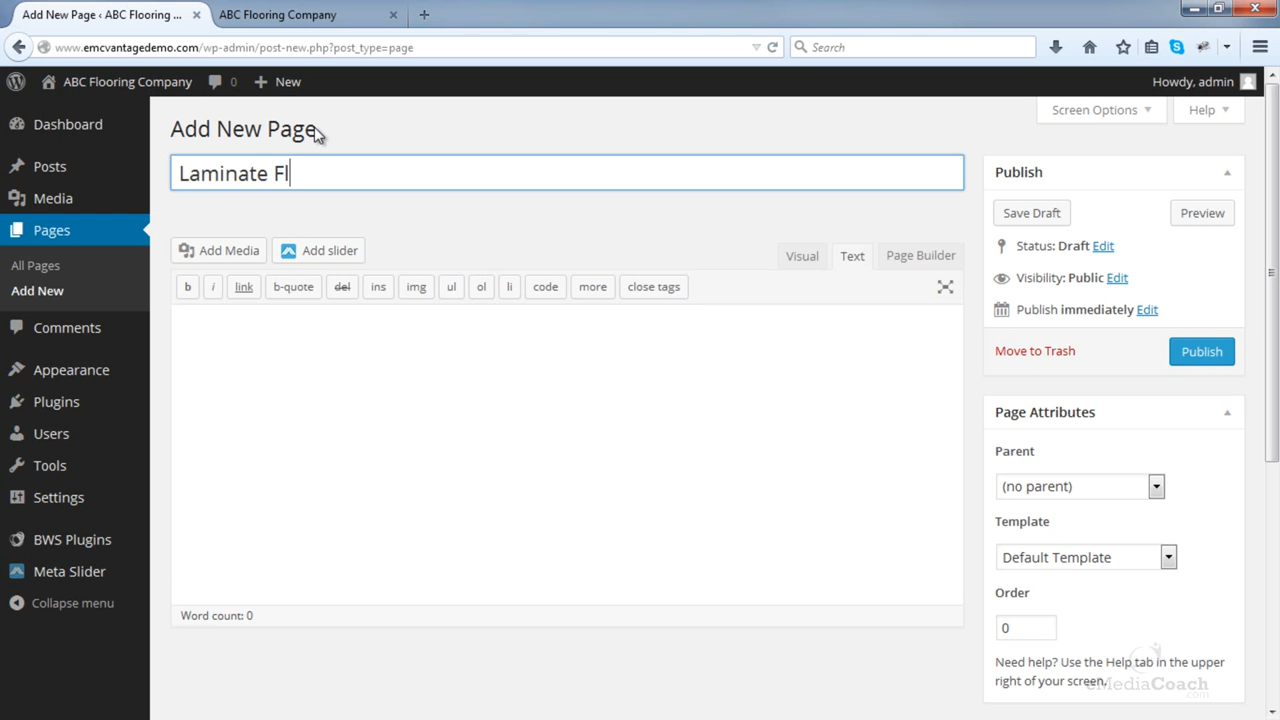 Add New Page ‹ ABC Flooring ...
ABC Flooring Company
www.emcvantagedemo.com/wp-admin/post-new.php?post_type=page
Search
ABC Flooring Company
0
New
Howdy, admin
Dashboard
Posts
Media
Pages
All Pages
Add New
Comments
Appearance
Plugins
Users
Tools
Settings
BWS Plugins
Meta Slider
Collapse menu
Screen Options
Help
Add New Page
Laminate Fl
Add Media
Add slider
Visual
Text
Page Builder
b
i
link
b-quote
del
ins
img
ul
ol
li
code
more
close tags
Word count: 0
Publish
Save Draft
Preview
Status: Draft Edit
Visibility: Public Edit
Publish immediately Edit
Move to Trash
Publish
Page Attributes
Parent
(no parent)
Template
Default Template
Order
0
Need help? Use the Help tab in the upper
right of your screen.
eMediaCoach